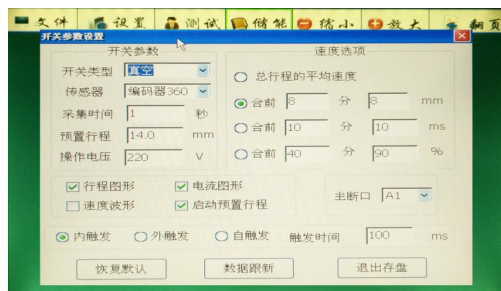 文件 设置 测试 储能 缩小 放大 翻页
开关参数设置
开关参数
开关类型 真空
传感器 编码器360
采集时间 1 秒
预置行程 14.0 mm
操作电压 220 V
速度选项
总行程的平均速度
合前 8 分 8 mm
合前 10 分 10 ms
合前 40 分 90 %
行程图形 电流图形
速度波形 启动预置行程
主断口 A1
内触发 外触发 自触发 触发时间 100 ms
恢复默认 数据跟新 退出存盘